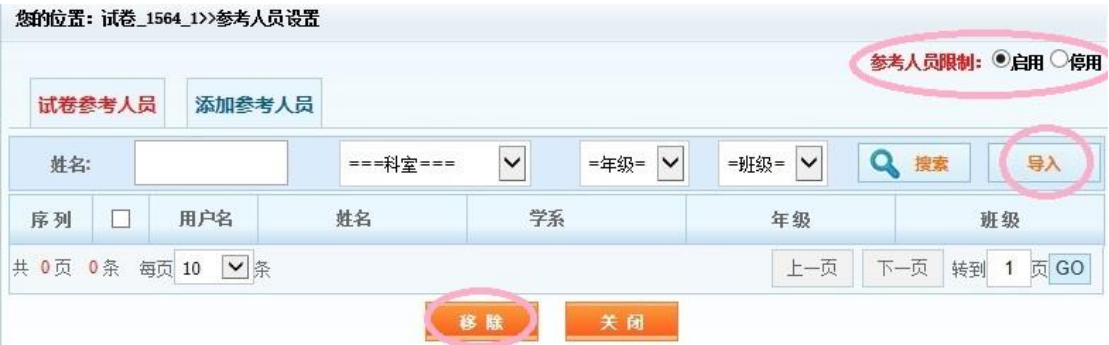 您的位置：试卷_1564_1>>参考人员设置
参考人员限制： 启用 停用
试卷参考人员 添加参考人员
姓名: ===科室=== =年级= =班级= 搜索 导入
序列 用户名 姓名 学系 年级 班级
共 0页 0条 每页 10 条 上一页 下一页 转到 1 页 GO
移除 关闭